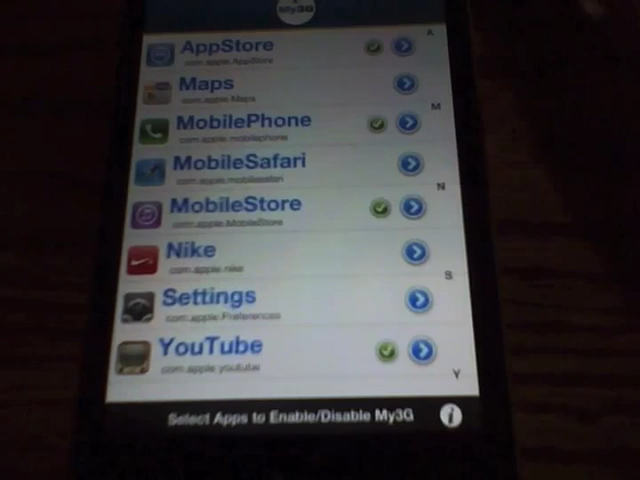 My3G
A
AppStore
com.apple.AppStore
Maps
com.apple.Maps
M
MobilePhone
com.apple.mobilephone
MobileSafari
com.apple.mobilesafari
N
MobileStore
com.apple.MobileStore
Nike
com.apple.nike
S
Settings
com.apple.Preferences
YouTube
com.apple.youtube
Y
Select Apps to Enable/Disable My3G
i